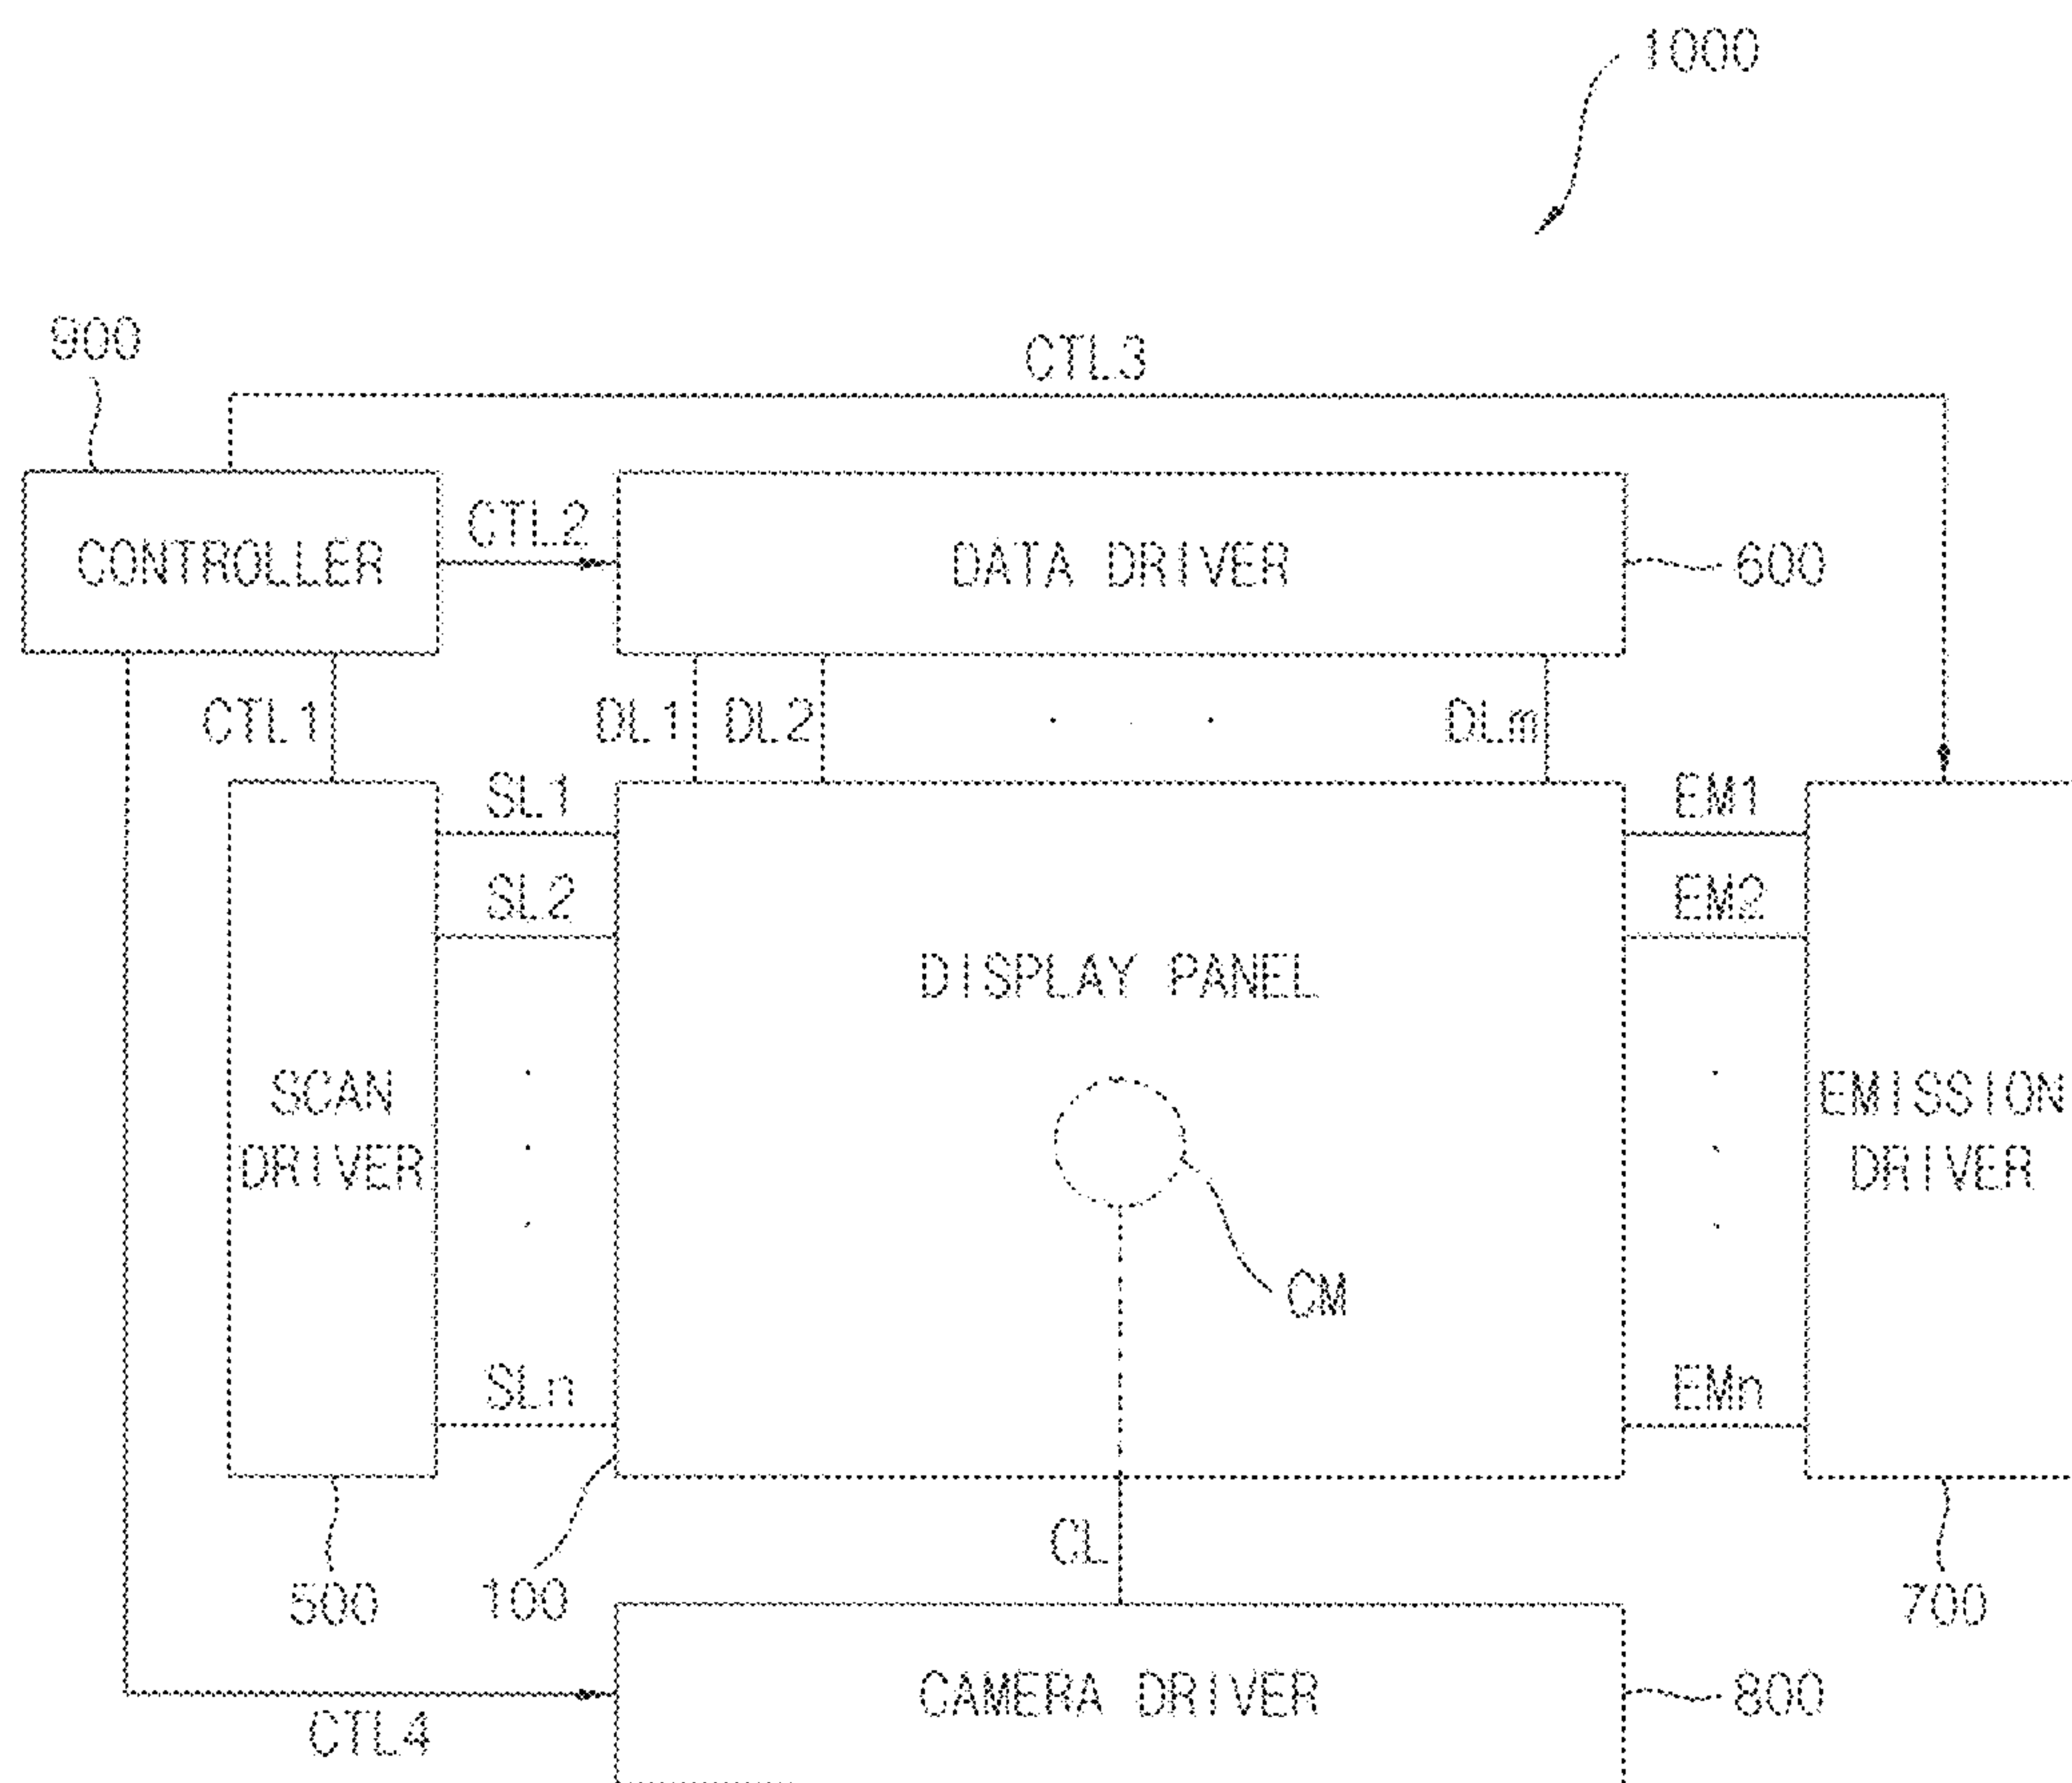 1000
900
CTL3
CTL2
CONTROLLER
DATA DRIVER
600
CTL1
DL1
DL2
. . .
DLm
SL1
EM1
SL2
EM2
DISPLAY PANEL
SCAN
DRIVER
EMISSION
DRIVER
CM
SLn
EMn
CL
500
100
700
CAMERA DRIVER
800
CTL4